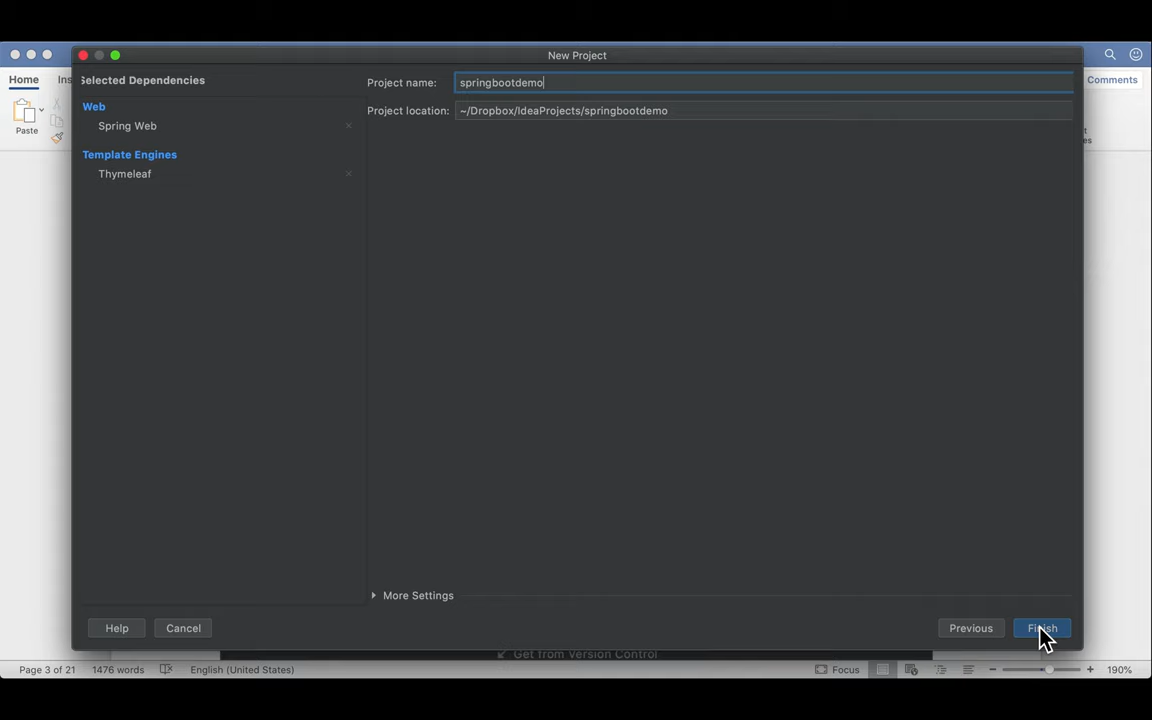 New Project
Home
Ins
Comments
Paste
Selected Dependencies
Web
Spring Web
Template Engines
Thymeleaf
Project name:
springbootdemo
Project location:
~/Dropbox/IdeaProjects/springbootdemo
More Settings
Help
Cancel
Previous
Finish
Get from Version Control
Page 3 of 21
1476 words
English (United States)
Focus
190%